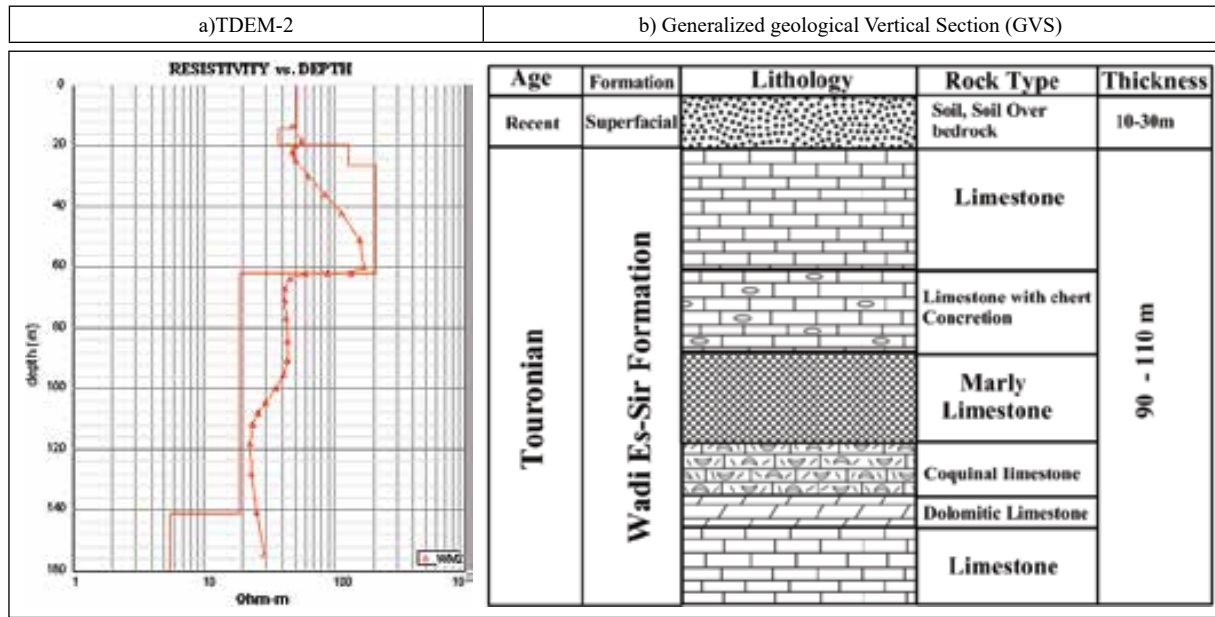 a)TDEM-2
b) Generalized geological Vertical Section (GVS)
RESISTIVITY vs. DEPTH
0
20
40
60
80
100
120
140
160
depth [m]
1
10
100
10
Ohm-m
Age
Formation
Lithology
Rock Type
Thickness
Recent
Superfacial
Soil, Soil Over
bedrock
10-30m
Touronian
Wadi Es-Sir Formation
Limestone
Limestone with chert
Concretion
Marly
Limestone
Coquinal limestone
Dolomitic Limestone
Limestone
90 - 110 m